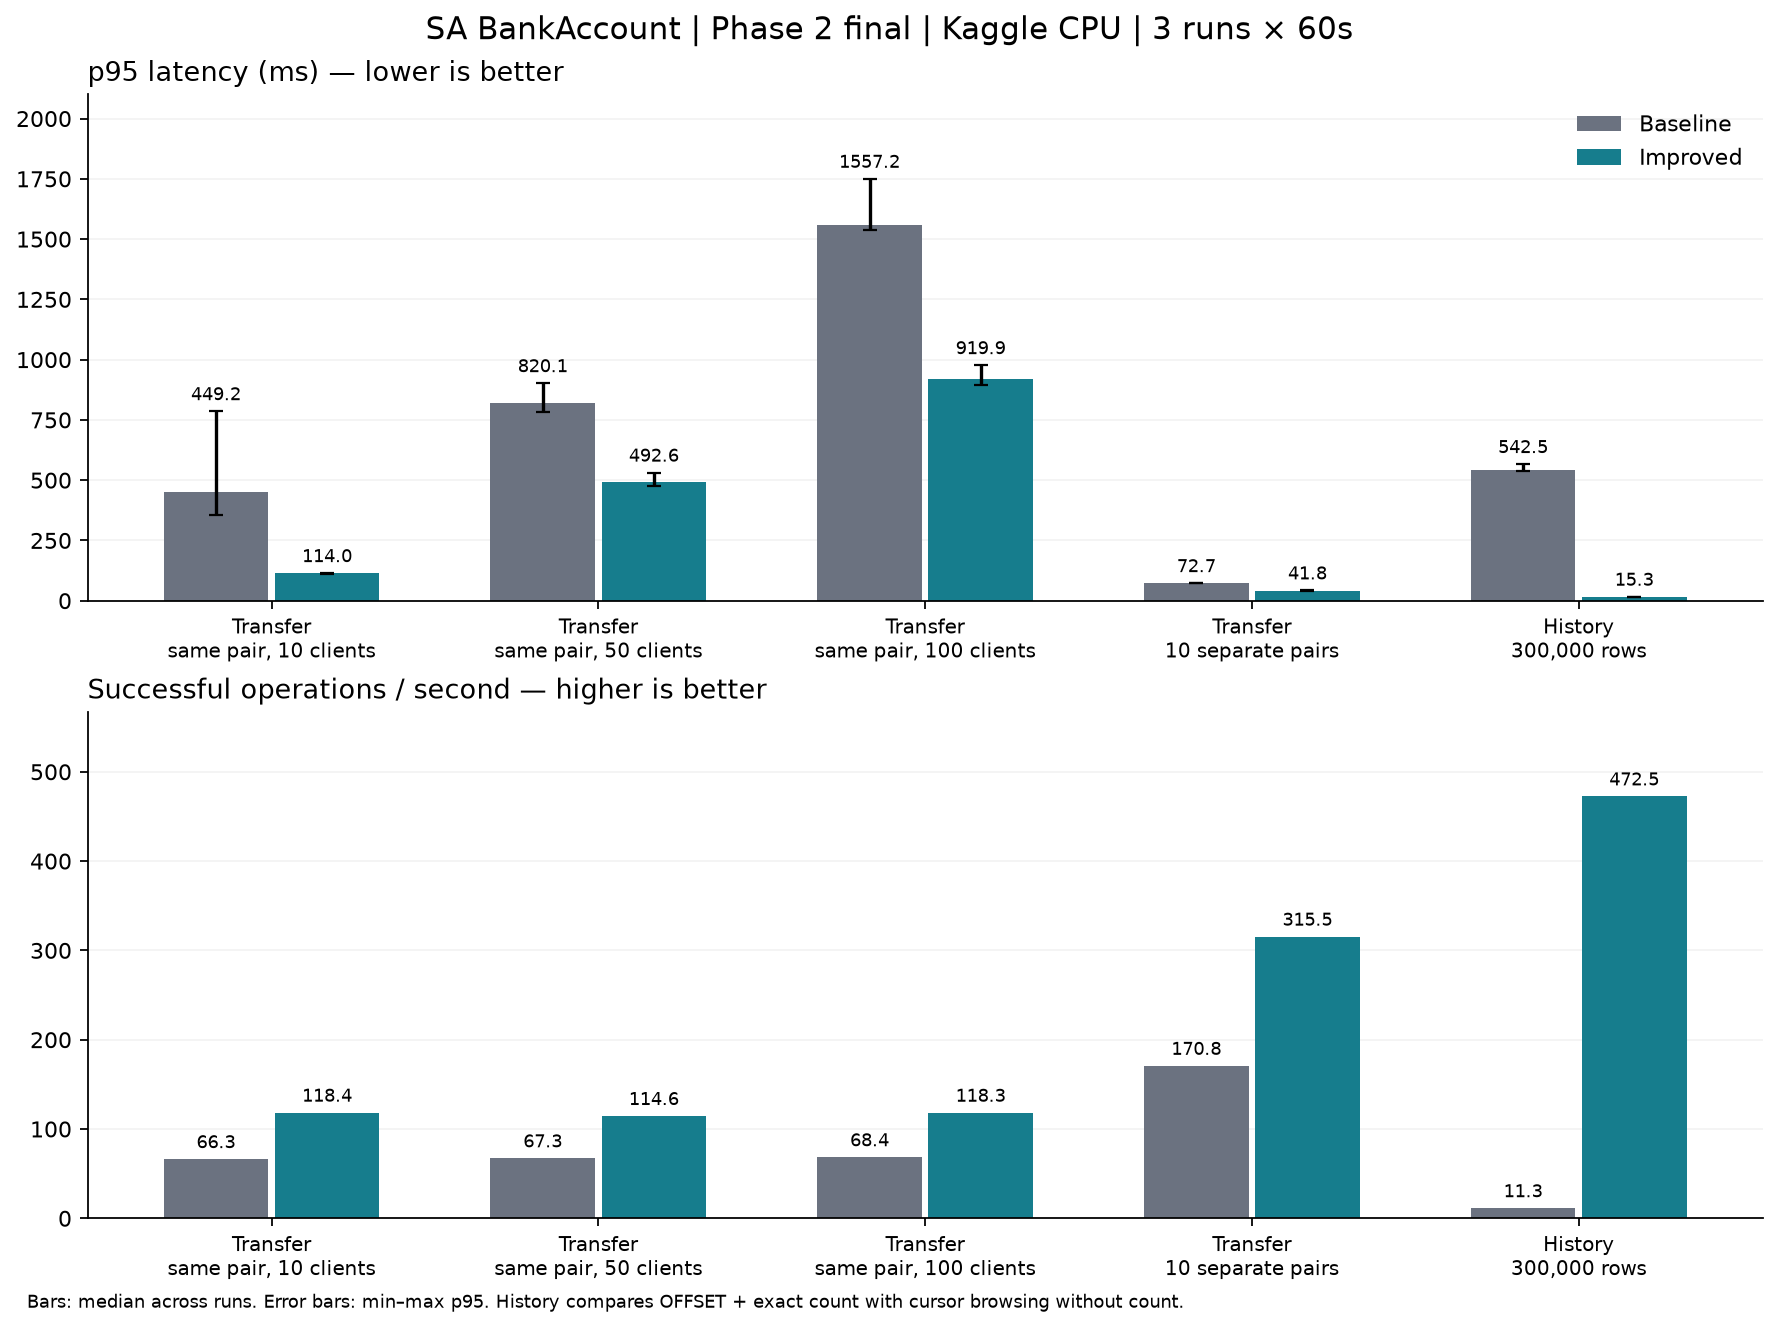 SA BankAccount | Phase 2 final | Kaggle CPU | 3 runs × 60s
p95 latency (ms) — lower is better
2000
1750
1500
1250
1000
750
500
250
0
Baseline
Improved
449.2
114.0
820.1
492.6
1557.2
919.9
72.7
41.8
542.5
15.3
Transfer
same pair, 10 clients
Transfer
same pair, 50 clients
Transfer
same pair, 100 clients
Transfer
10 separate pairs
History
300,000 rows
Successful operations / second — higher is better
500
400
300
200
100
0
66.3
118.4
67.3
114.6
68.4
118.3
170.8
315.5
11.3
472.5
Transfer
same pair, 10 clients
Transfer
same pair, 50 clients
Transfer
same pair, 100 clients
Transfer
10 separate pairs
History
300,000 rows
Bars: median across runs. Error bars: min–max p95. History compares OFFSET + exact count with cursor browsing without count.